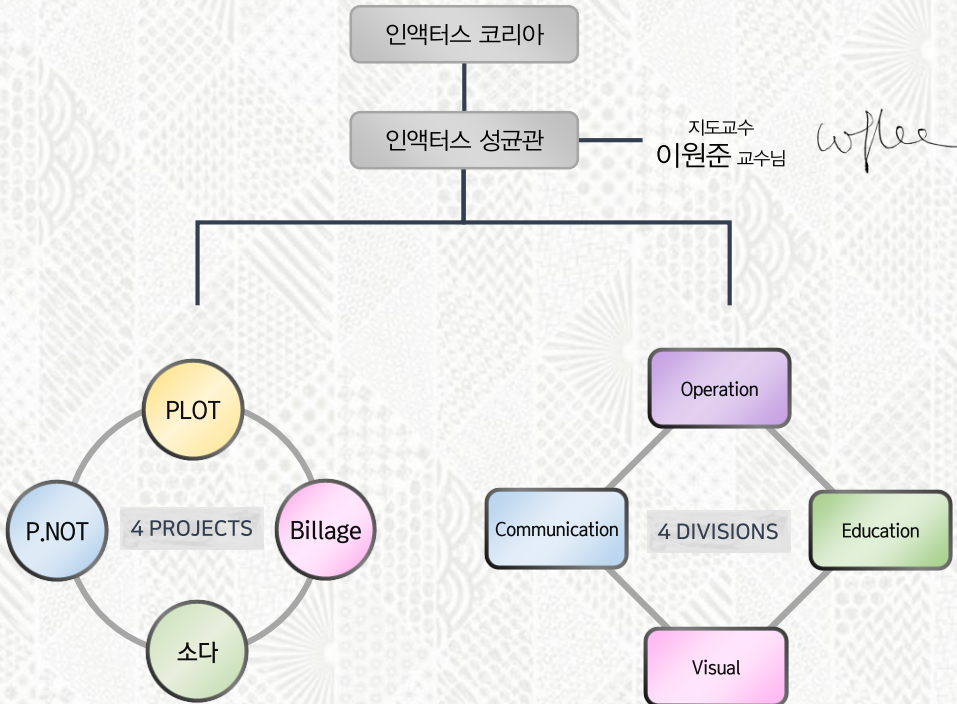 인액터스 코리아
인액터스 성균관
지도교수
이원준 교수님
PLOT
P.NOT
4 PROJECTS
Billage
소다
Operation
Communication
4 DIVISIONS
Education
Visual